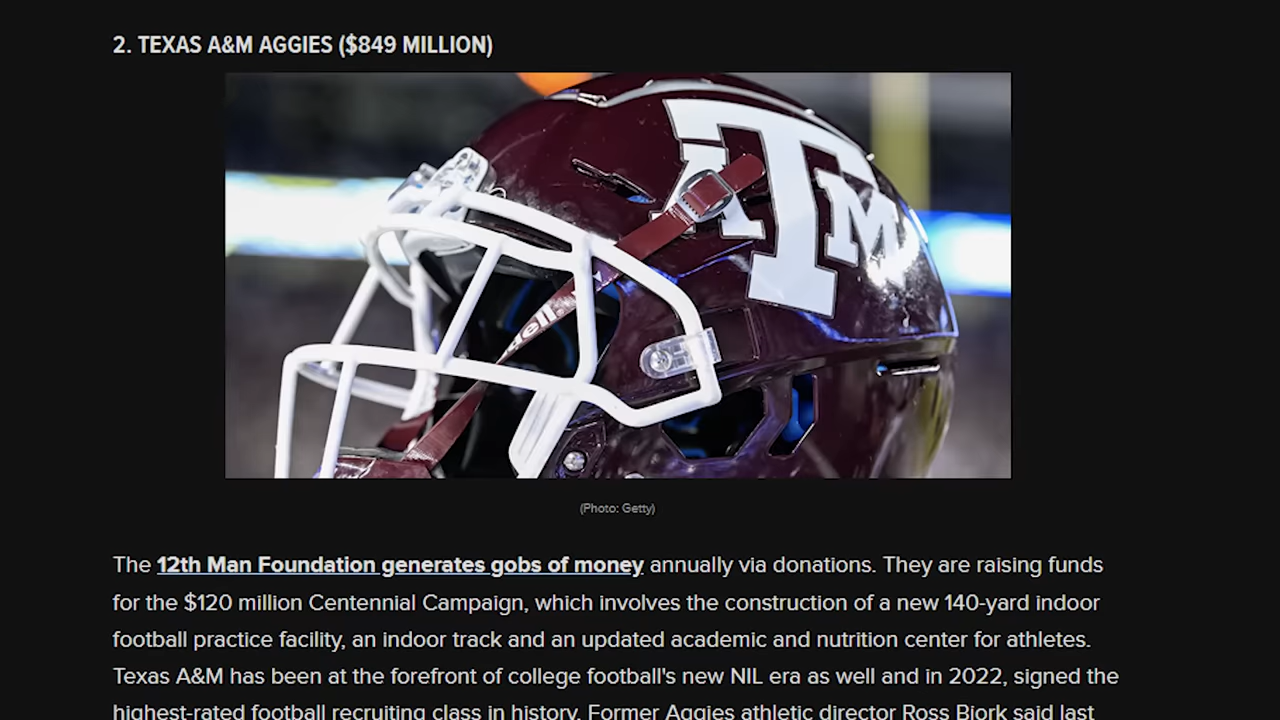 2. TEXAS A&M AGGIES ($849 MILLION)
ATM
ell
(Photo: Getty)
The 12th Man Foundation generates gobs of money annually via donations. They are raising funds
for the $120 million Centennial Campaign, which involves the construction of a new 140-yard indoor
football practice facility, an indoor track and an updated academic and nutrition center for athletes.
Texas A&M has been at the forefront of college football's new NIL era as well and in 2022, signed the
highest-rated football recruiting class in history. Former Aggies athletic director Ross Bjork said last